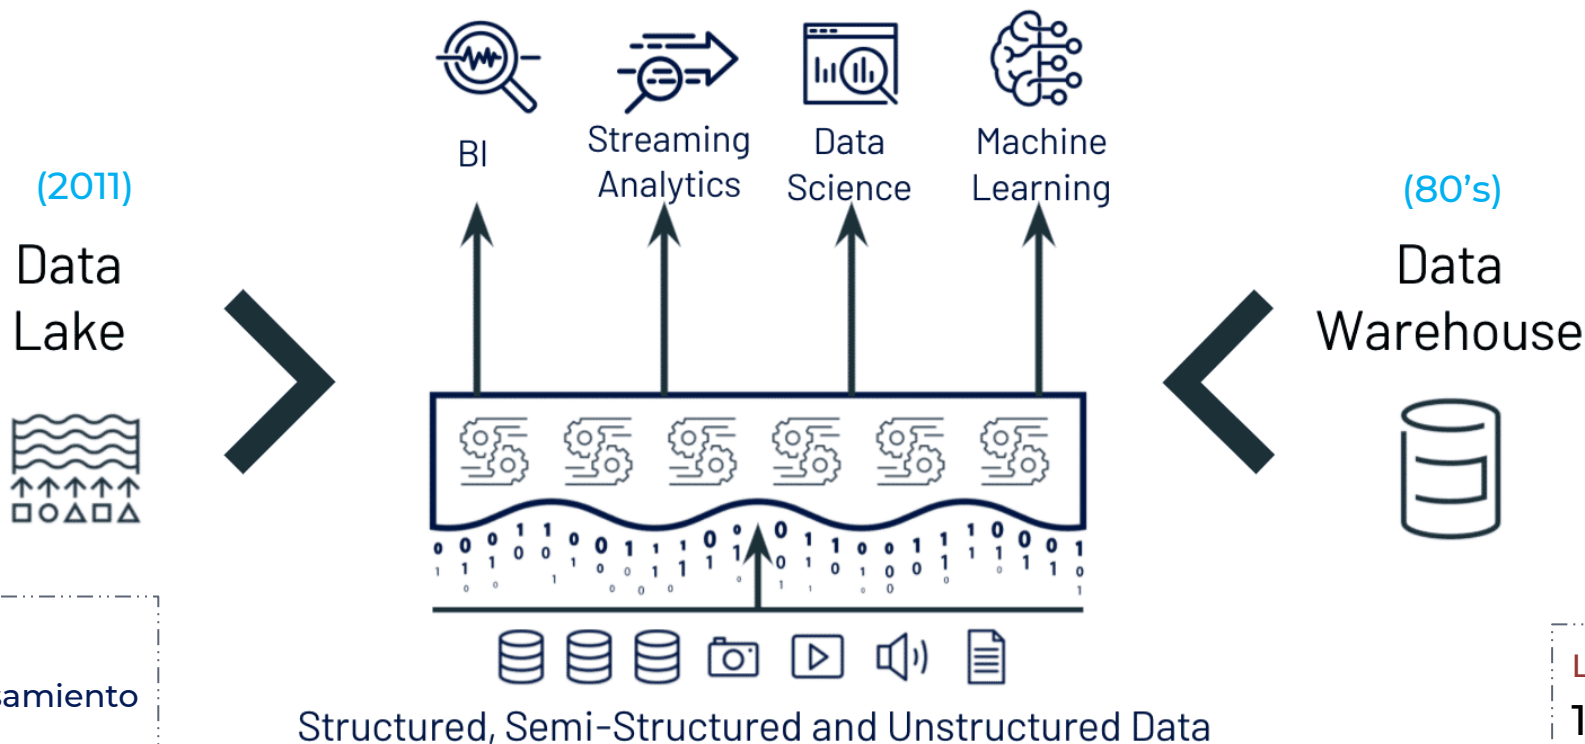 BI
Streaming
Analytics
Data
Science
Machine
Learning
(2011)
Data
Lake
(80's)
Data
Warehouse
Structured, Semi-Structured and Unstructured Data